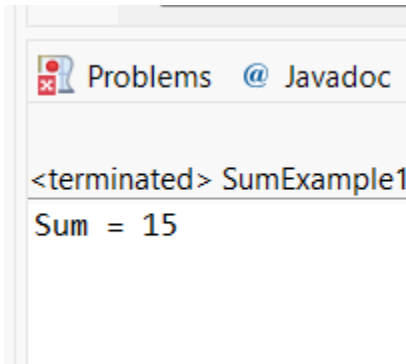 Problems @ Javadoc
<terminated> SumExample1
Sum = 15